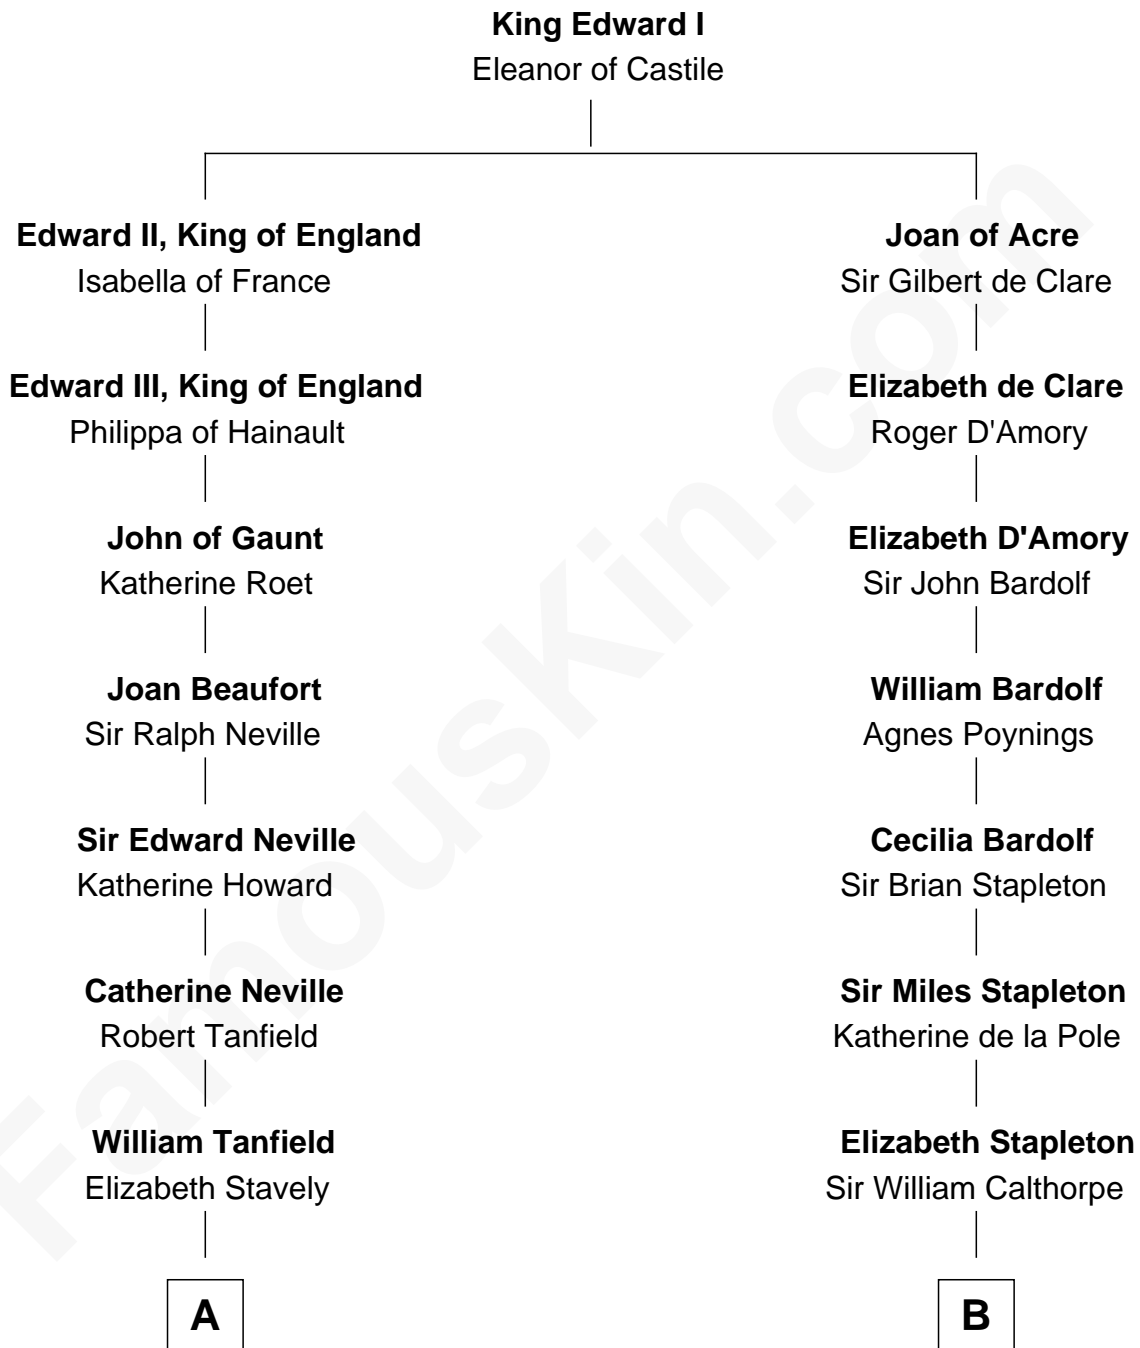 King Edward I
Eleanor of Castile
Edward II, King of England
Isabella of France
Joan of Acre
Sir Gilbert de Clare
Edward III, King of England
Philippa of Hainault
Elizabeth de Clare
Roger D'Amory
John of Gaunt
Katherine Roet
Elizabeth D'Amory
Sir John Bardolf
Joan Beaufort
Sir Ralph Neville
William Bardolf
Agnes Poynings
Sir Edward Neville
Katherine Howard
Cecilia Bardolf
Sir Brian Stapleton
Catherine Neville
Robert Tanfield
Sir Miles Stapleton
Katherine de la Pole
William Tanfield
Elizabeth Stavely
Elizabeth Stapleton
Sir William Calthorpe
A
B
FamousKin.com